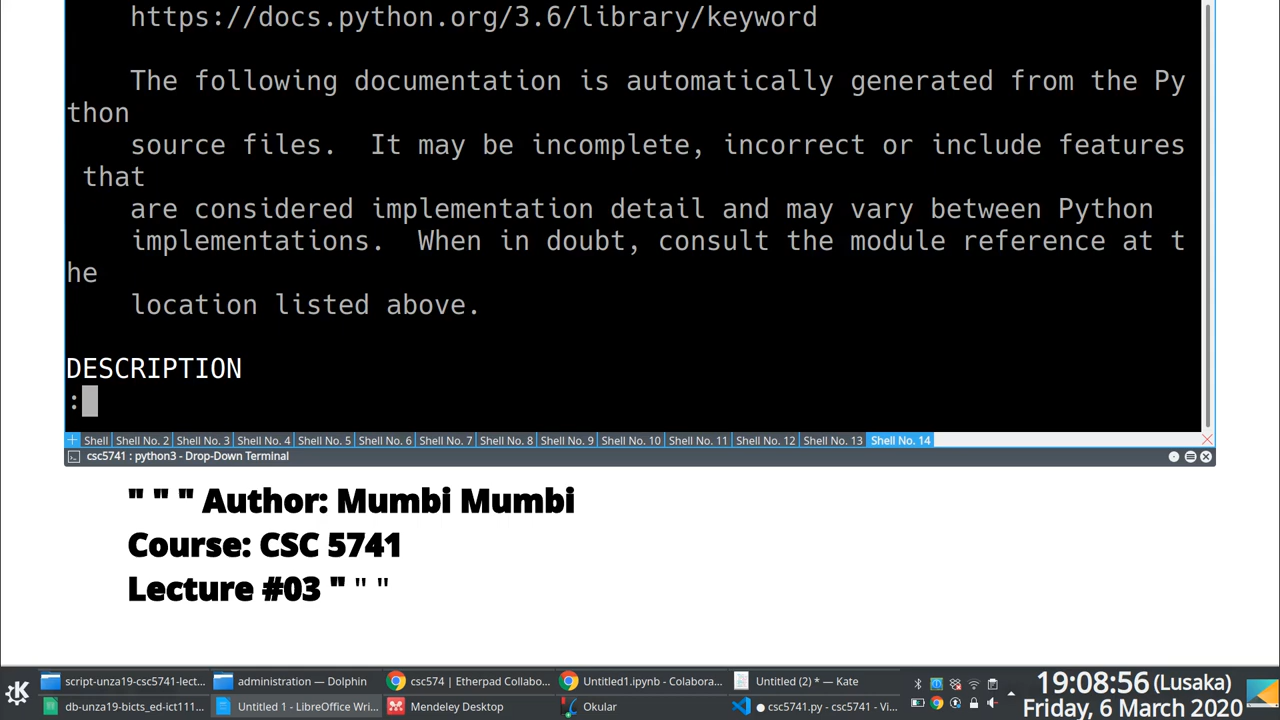 https://docs.python.org/3.6/library/keyword
The following documentation is automatically generated from the Py
thon
source files.  It may be incomplete, incorrect or include features
that
are considered implementation detail and may vary between Python
implementations.  When in doubt, consult the module reference at t
he
location listed above.
DESCRIPTION
:
Shell Shell No. 2 Shell No. 3 Shell No. 4 Shell No. 5 Shell No. 6 Shell No. 7 Shell No. 8 Shell No. 9 Shell No. 10 Shell No. 11 Shell No. 12 Shell No. 13 Shell No. 14
csc5741 : python3 - Drop-Down Terminal
" " " Author: Mumbi Mumbi
Course: CSC 5741
Lecture #03 " " "
script-unza19-csc5741-lect... administration — Dolphin csc574 | Etherpad Collabo... Untitled1.ipynb - Colabora... Untitled (2) * — Kate
db-unza19-bicts_ed-ict111... Untitled 1 - LibreOffice Wri... Mendeley Desktop Okular ● csc5741.py - csc5741 - Vi...
19:08:56 (Lusaka)
Friday, 6 March 2020